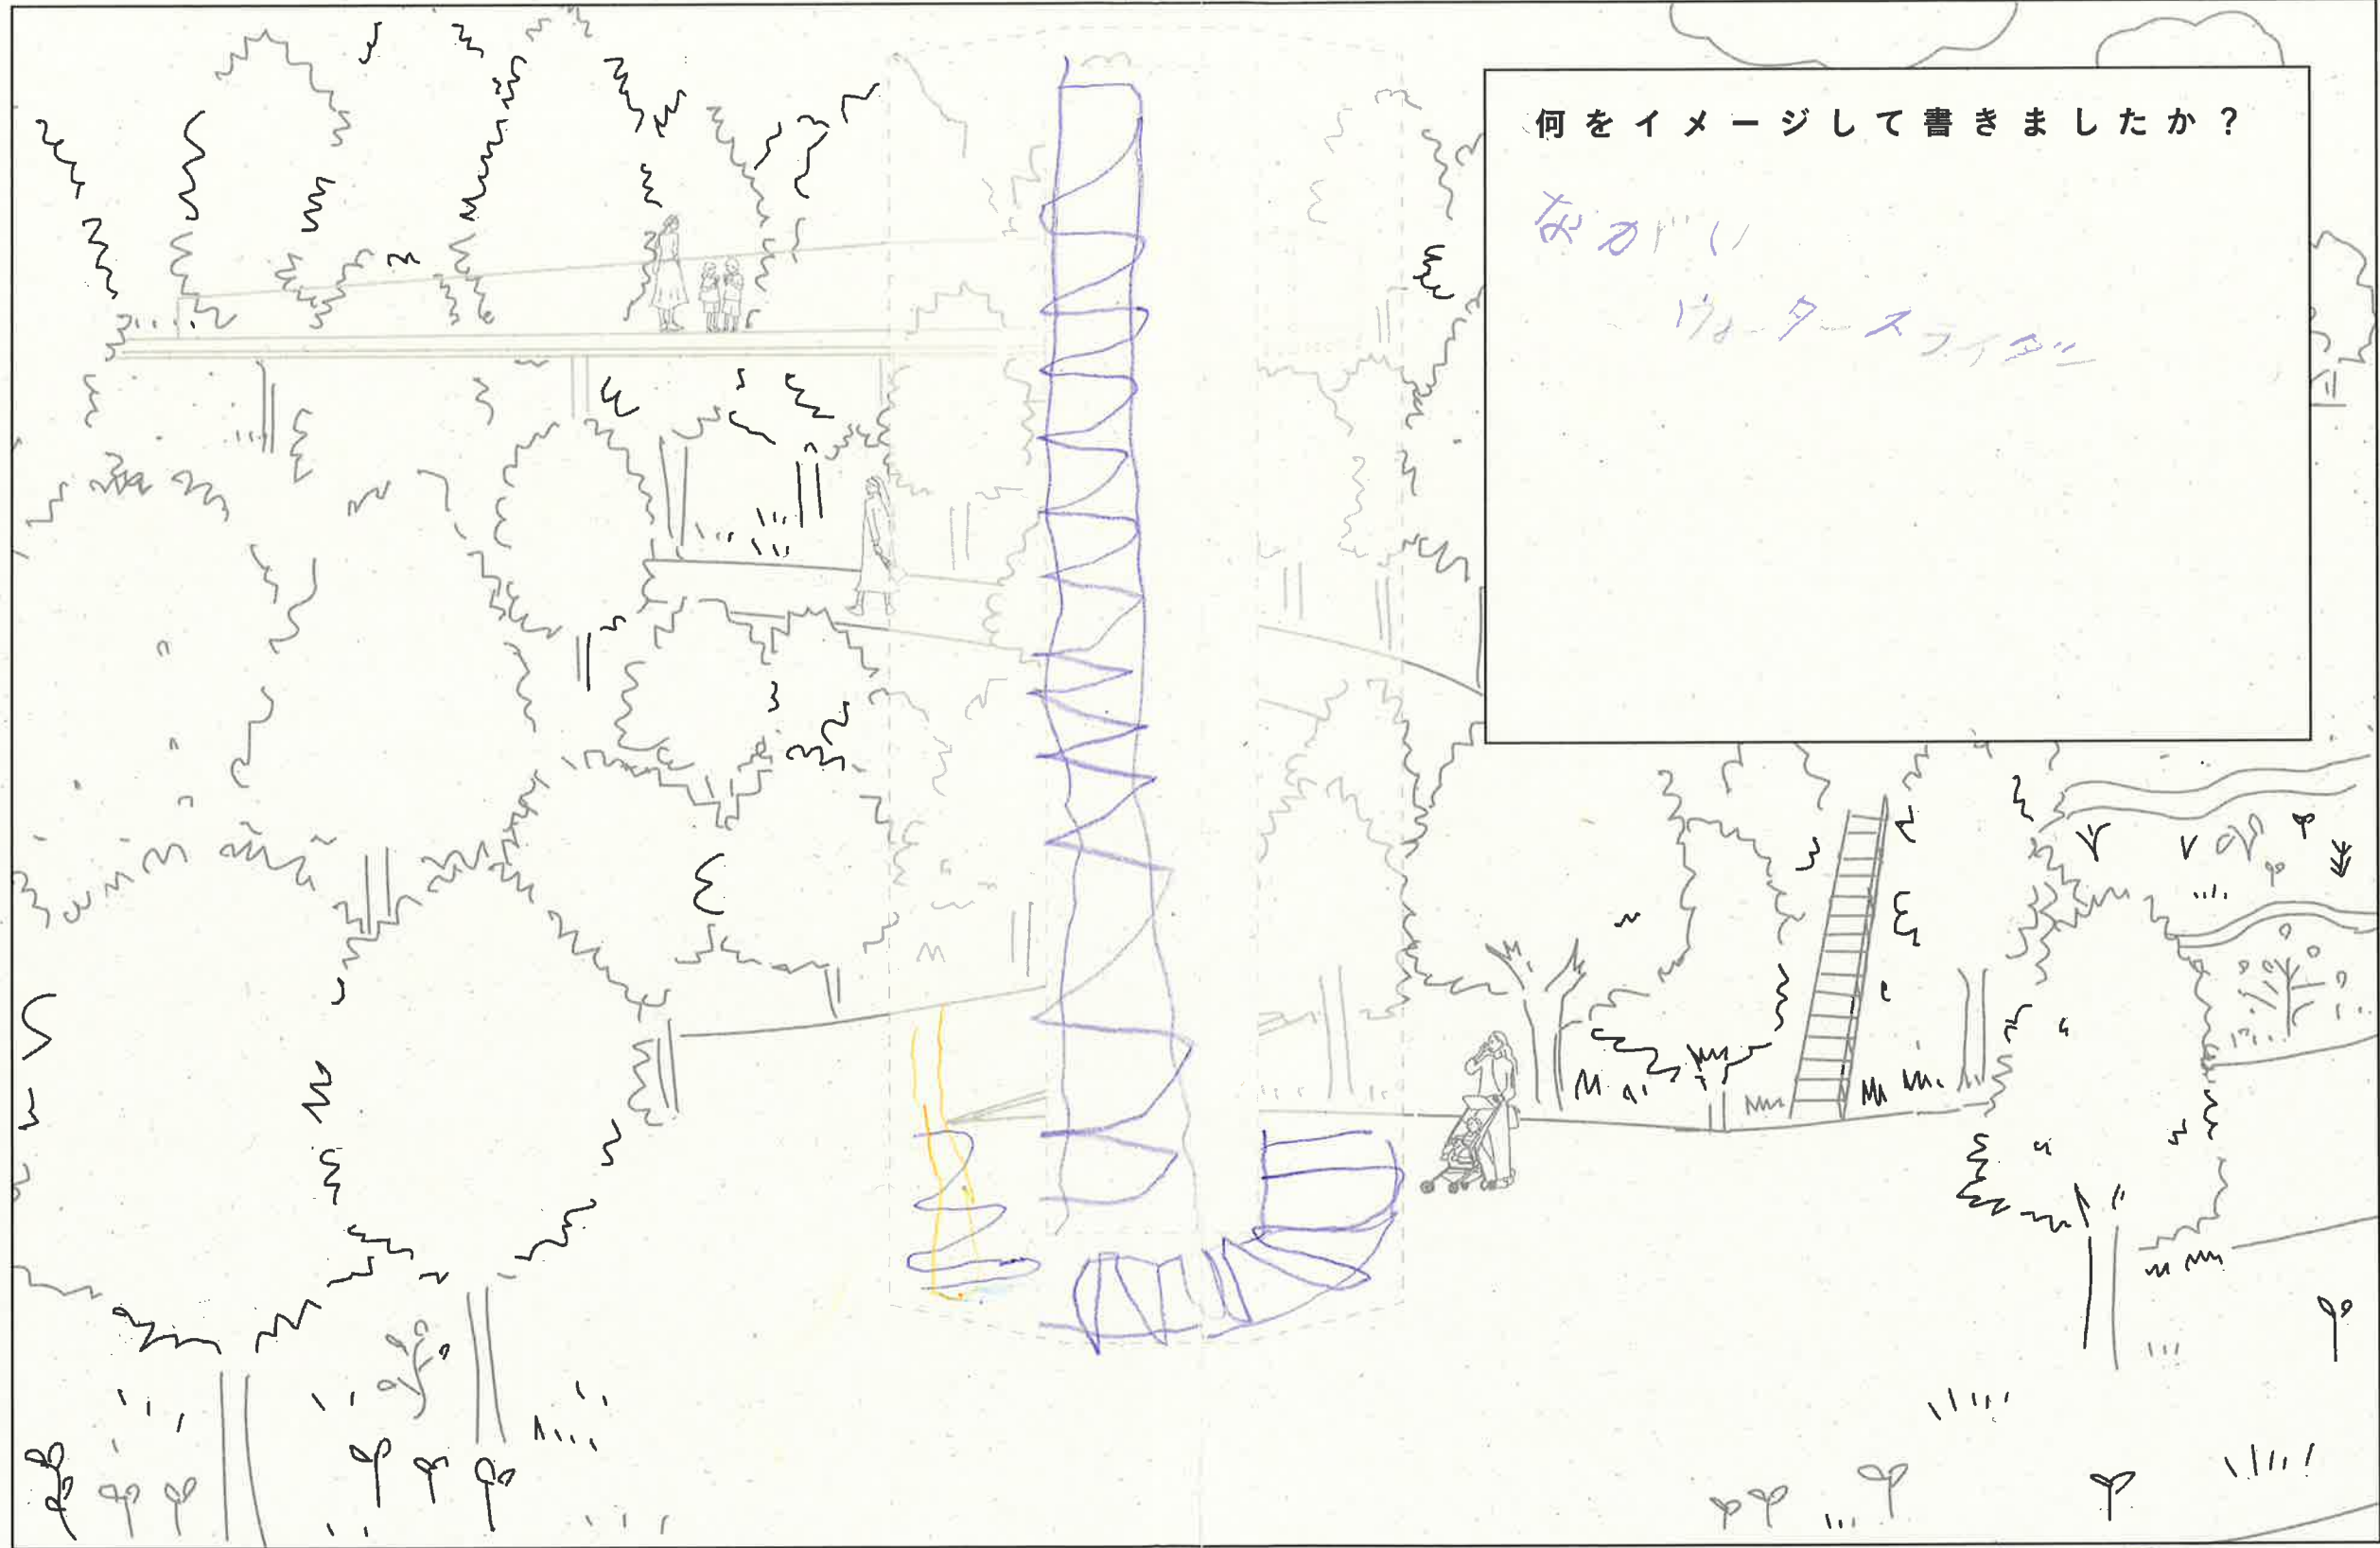 何をイメージして書きましたか？
ながい
ウォータースライダー